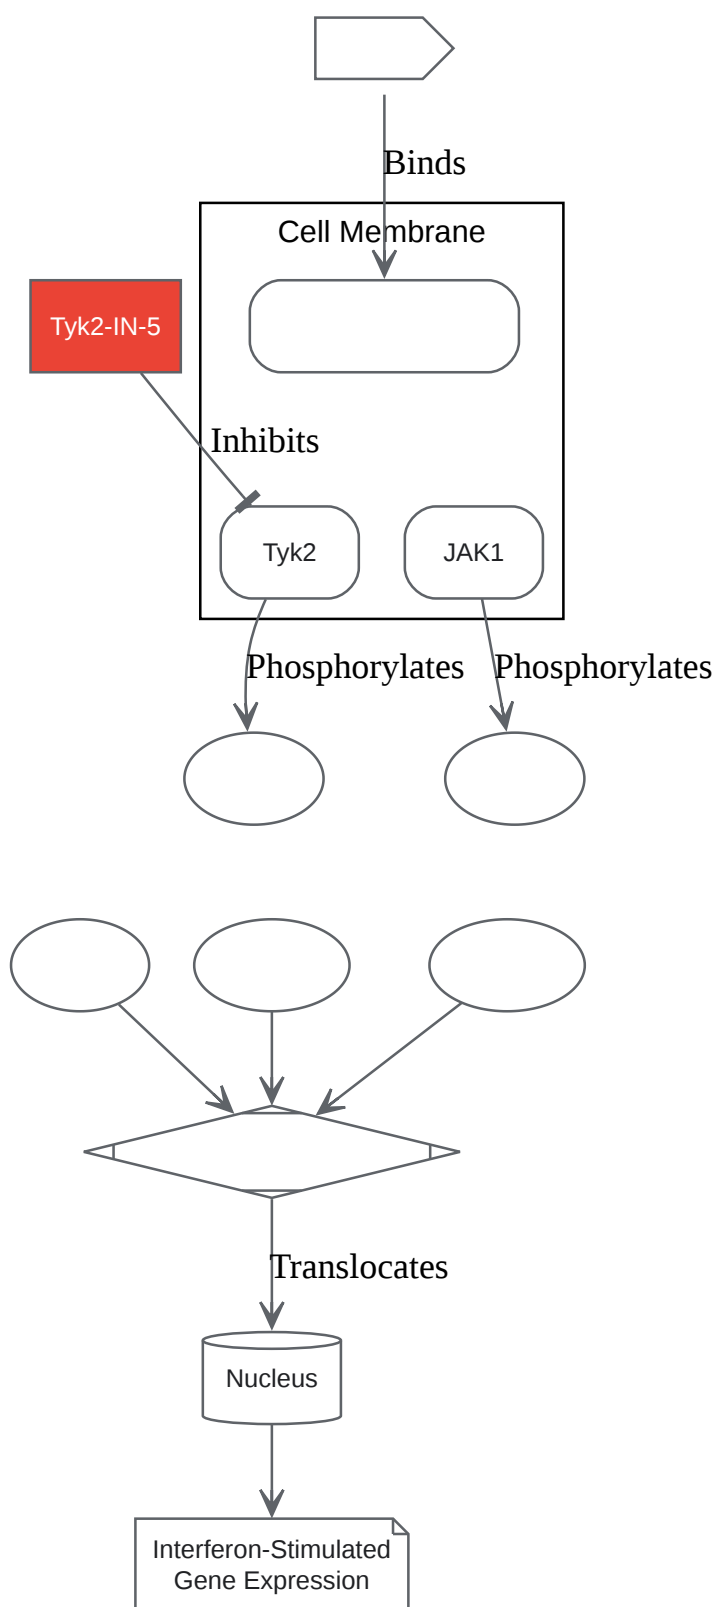 Binds
Cell Membrane
Tyk2-IN-5
Inhibits
Tyk2
JAK1
Phosphorylates
Phosphorylates
Translocates
Nucleus
Interferon-Stimulated
Gene Expression